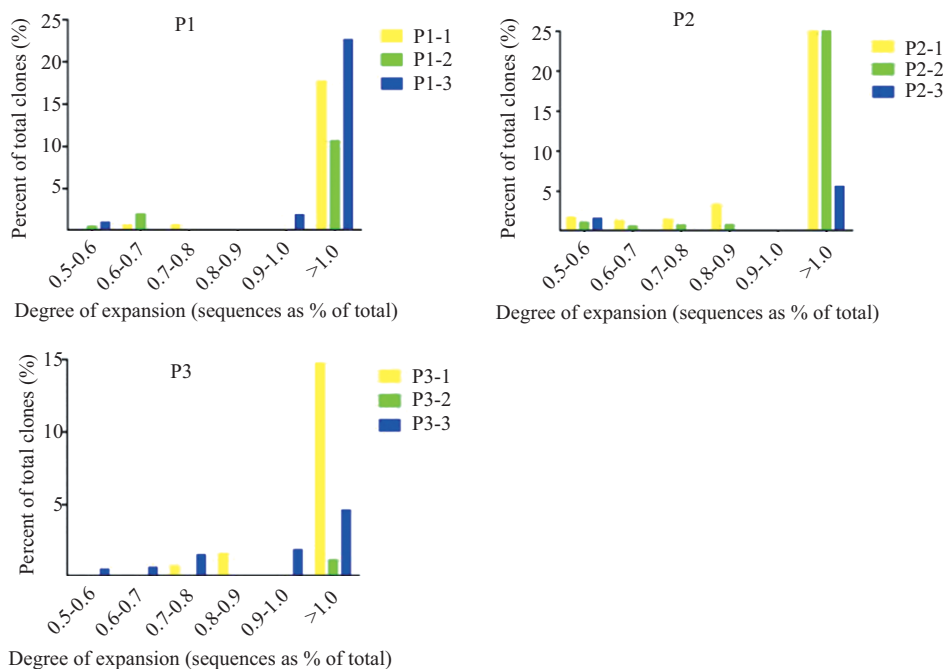 P1
Percent of total clones (%)
25
20
15
10
5
P1-1
P1-2
P1-3
0.5-0.6
0.6-0.7
0.7-0.8
0.8-0.9
0.9-1.0
>1.0
Degree of expansion (sequences as % of total)
P2
Percent of total clones (%)
25
20
15
10
5
P2-1
P2-2
P2-3
0.5-0.6
0.6-0.7
0.7-0.8
0.8-0.9
0.9-1.0
>1.0
Degree of expansion (sequences as % of total)
P3
Percent of total clones (%)
15
10
5
P3-1
P3-2
P3-3
0.5-0.6
0.6-0.7
0.7-0.8
0.8-0.9
0.9-1.0
>1.0
Degree of expansion (sequences as % of total)